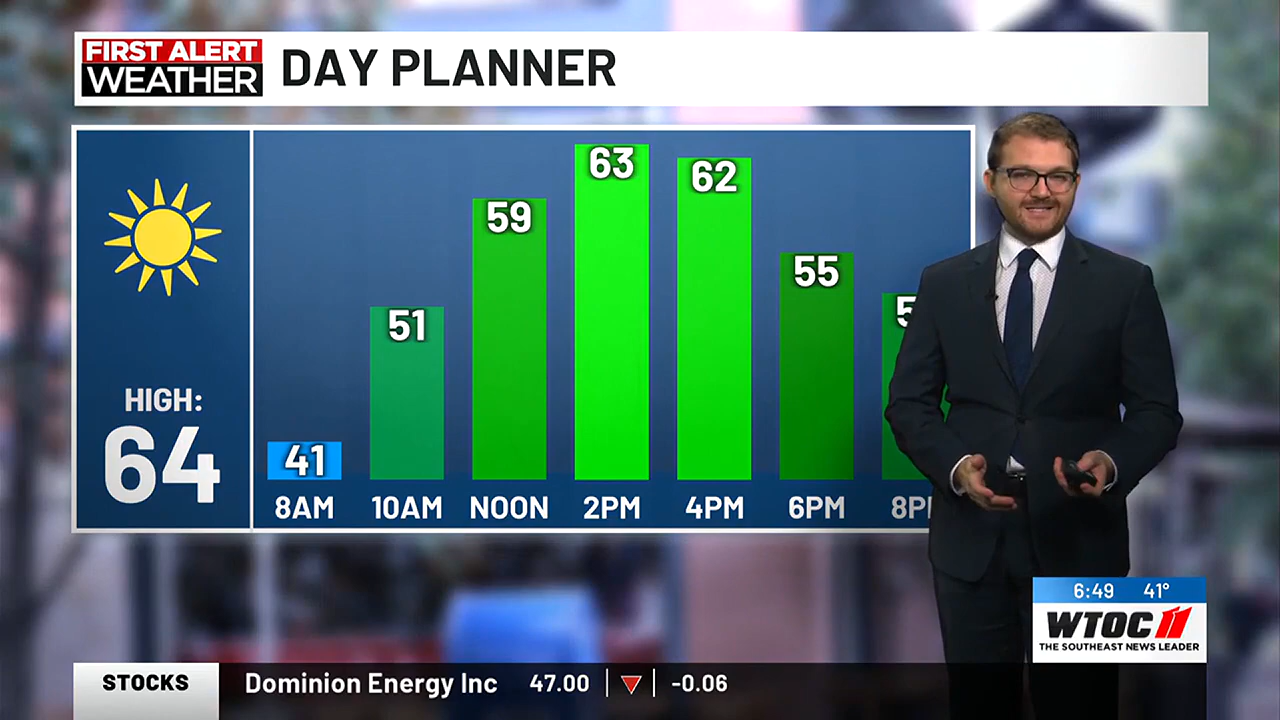 FIRST ALERT
WEATHER
DAY PLANNER
HIGH:
64
41
51
59
63
62
55
8AM
10AM
NOON
2PM
4PM
6PM
6:49 41°
WTOC 11
THE SOUTHEAST NEWS LEADER
STOCKS
Dominion Energy Inc 47.00 -0.06